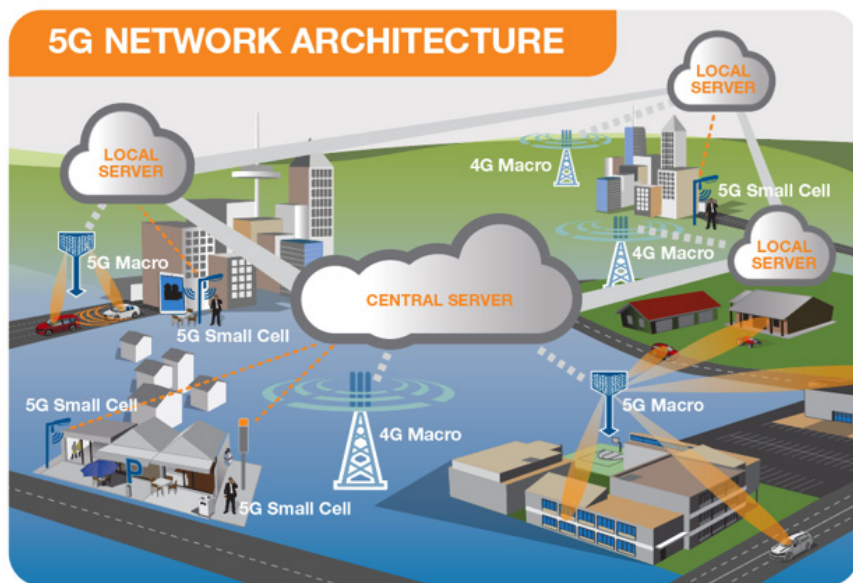 5G NETWORK ARCHITECTURE
LOCAL
SERVER
LOCAL
SERVER
4G Macro
5G Small Cell
4G Macro
LOCAL
SERVER
5G Macro
CENTRAL SERVER
5G Small Cell
5G Small Cell
P
4G Macro
5G Macro
5G Small Cell